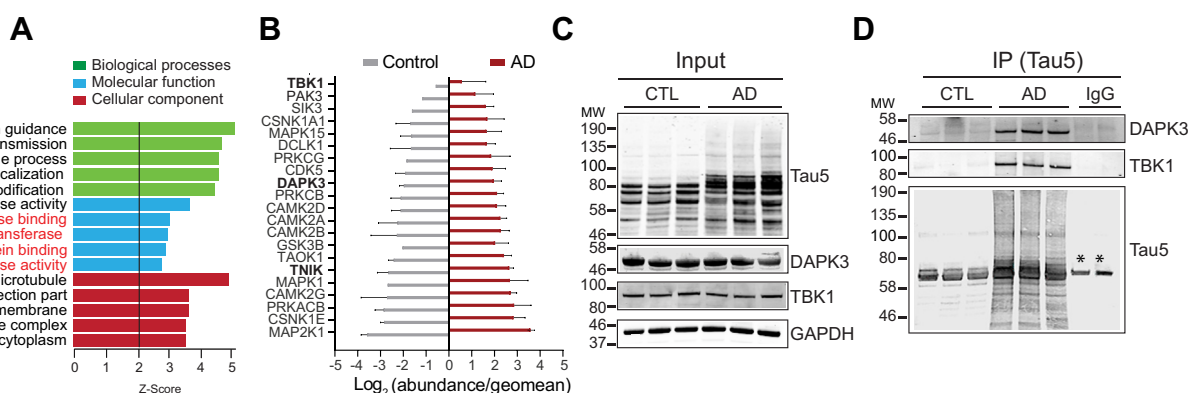 A
Biological processes
Molecular function
Cellular component
guidance
nsmission
e process
calization
odification
se activity
se binding
nsferase
ein binding
se activity
icrotubule
ection part
membrane
e complex
cytoplasm
0 1 2 3 4 5
Z-Score
B
Control AD
TBK1
PAK3
SIK3
CSNK1A1
MAPK15
DCLK1
PRKCG
CDK5
DAPK3
PRKCB
CAMK2D
CAMK2A
CAMK2B
GSK3B
TAOK1
TNIK
MAPK1
CAMK2G
PRKACB
CSNK1E
MAP2K1
-5 -4 -3 -2 -1 0 1 2 3 4 5
Log2 (abundance/geomean)
C
Input
CTL AD
MW
190
135
100
80
58
46
Tau5
58
46
DAPK3
100
80
TBK1
46
37
GAPDH
D
IP (Tau5)
CTL AD IgG
MW
58
46
DAPK3
100
80
TBK1
190
135
100
80
58
46
* *
Tau5